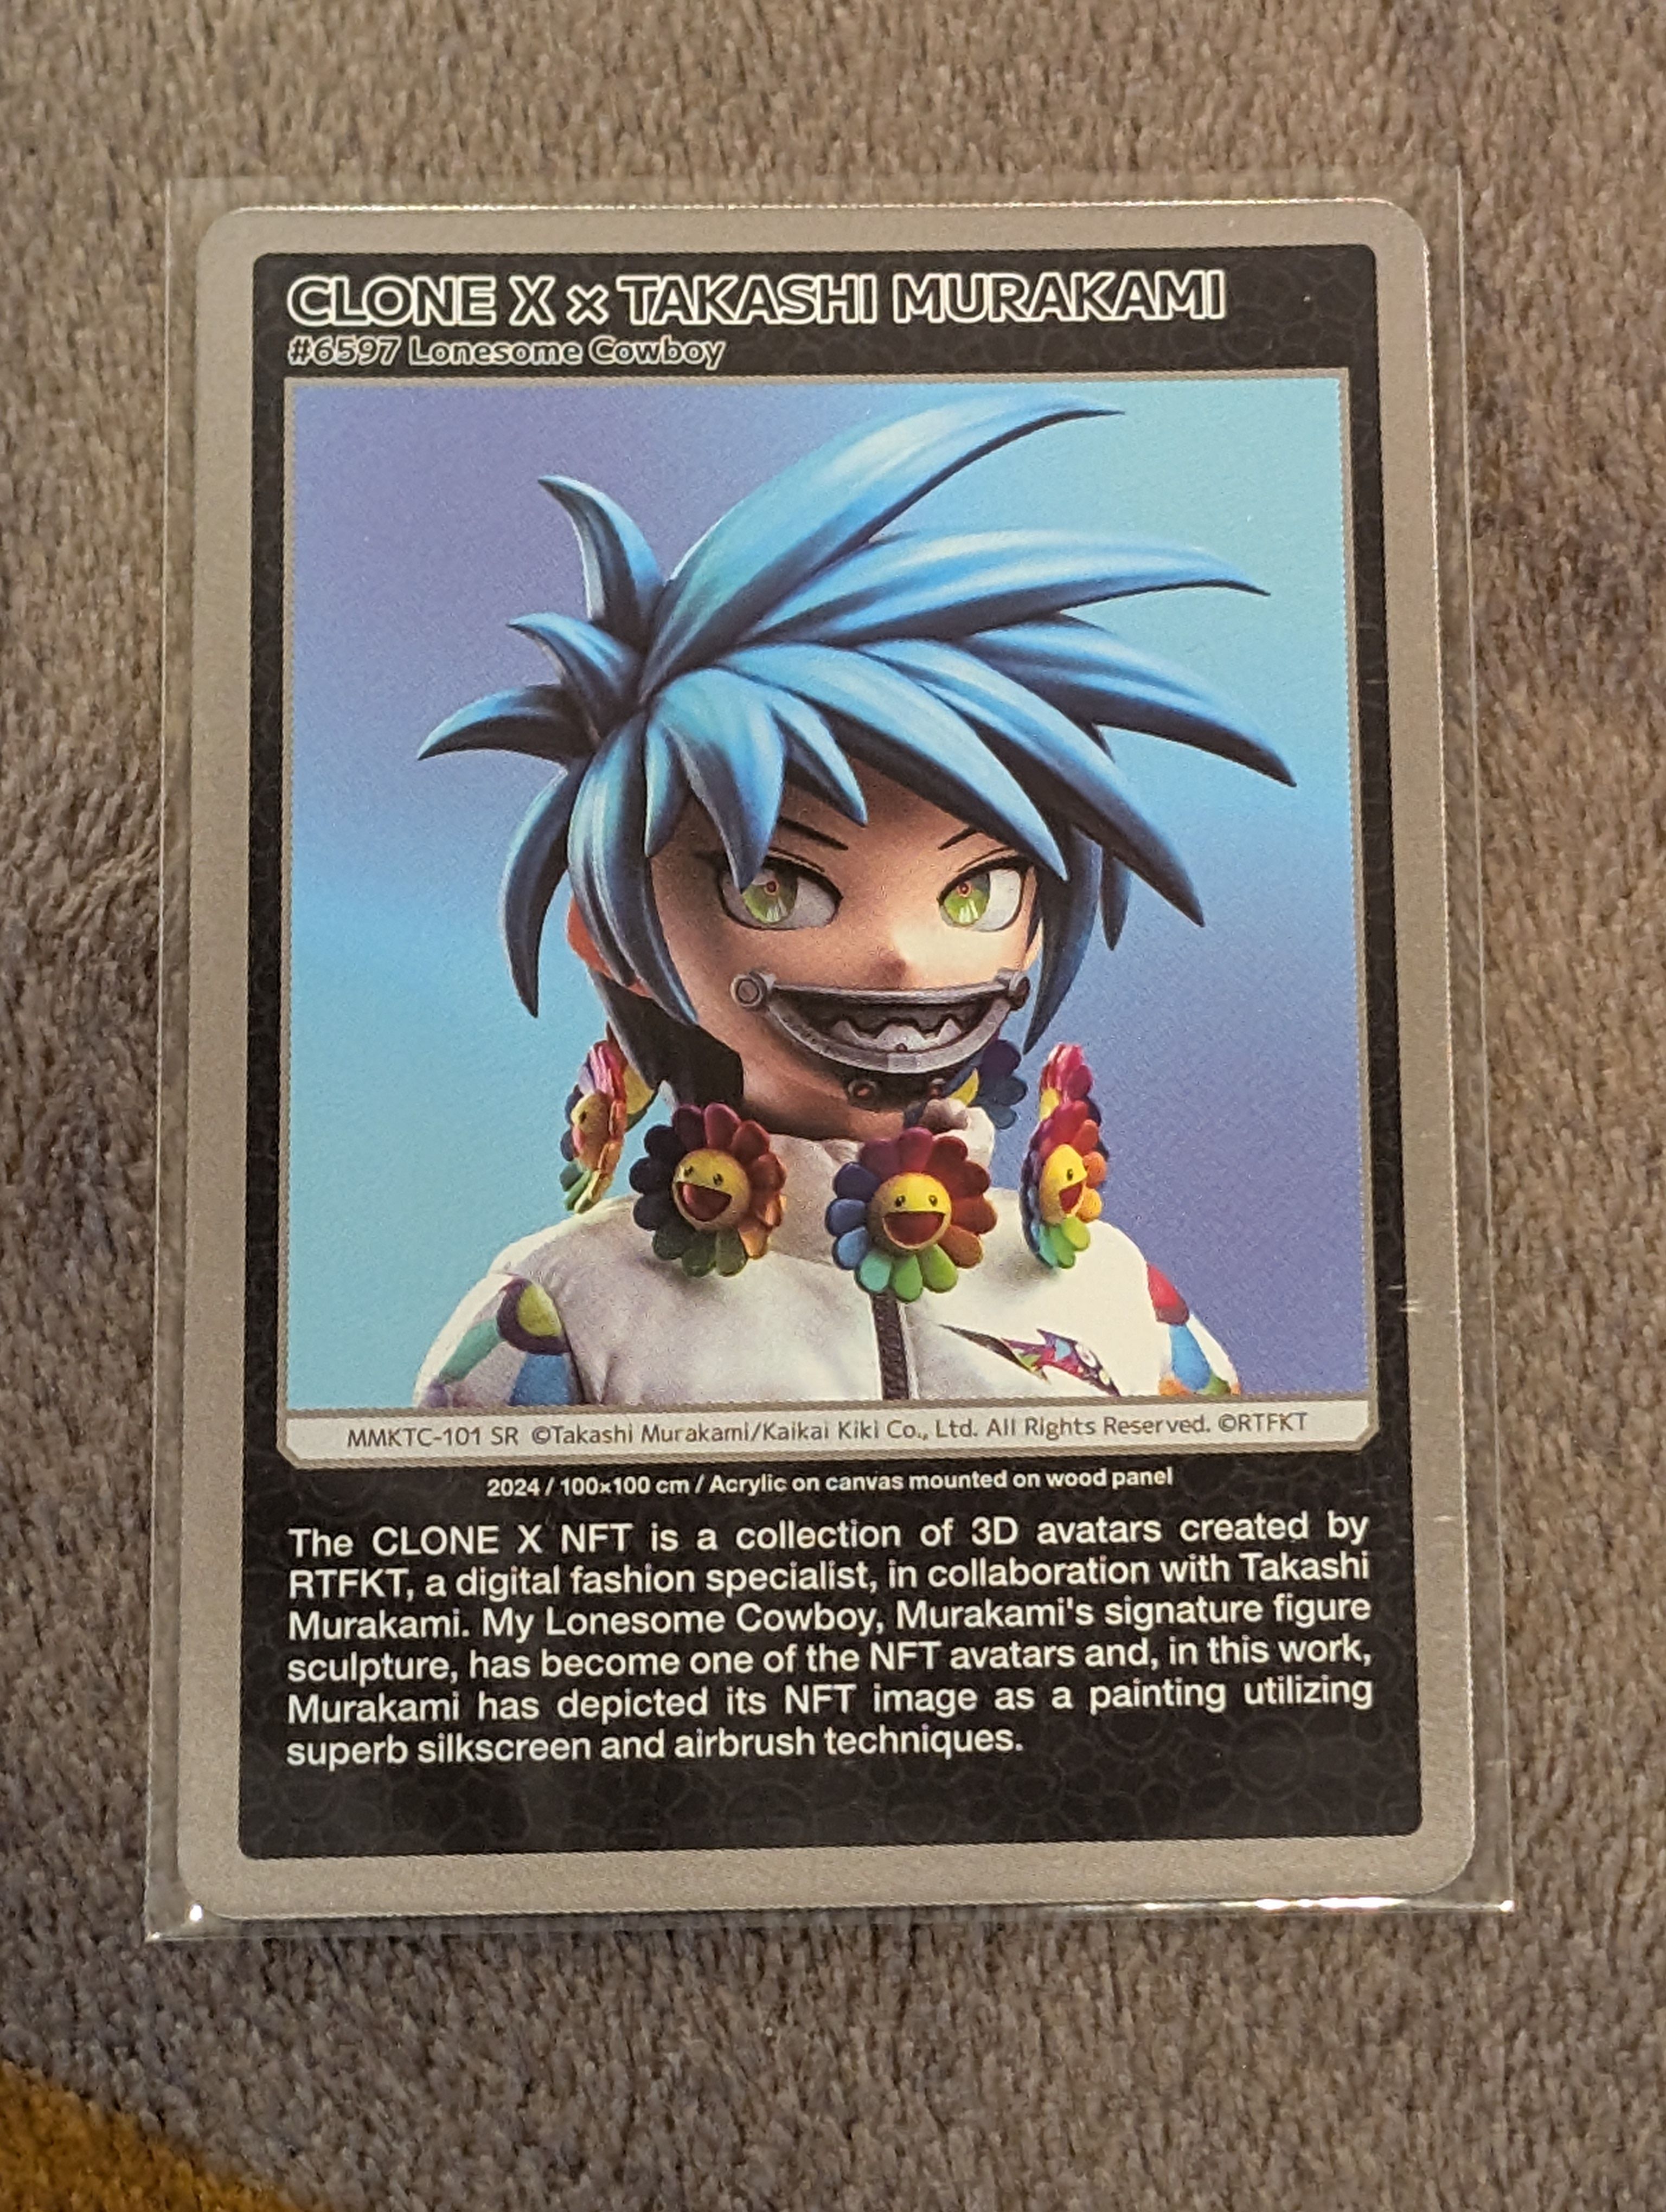 CLONE X × TAKASHI MURAKAMI
#6597 Lonesome Cowboy
MMKTC-101 SR ©Takashi Murakami/Kaikai Kiki Co., Ltd. All Rights Reserved. ©RTFKT
2024 / 100×100 cm / Acrylic on canvas mounted on wood panel
The CLONE X NFT is a collection of 3D avatars created by
RTFKT, a digital fashion specialist, in collaboration with Takashi
Murakami. My Lonesome Cowboy, Murakami's signature figure
sculpture, has become one of the NFT avatars and, in this work,
Murakami has depicted its NFT image as a painting utilizing
superb silkscreen and airbrush techniques.